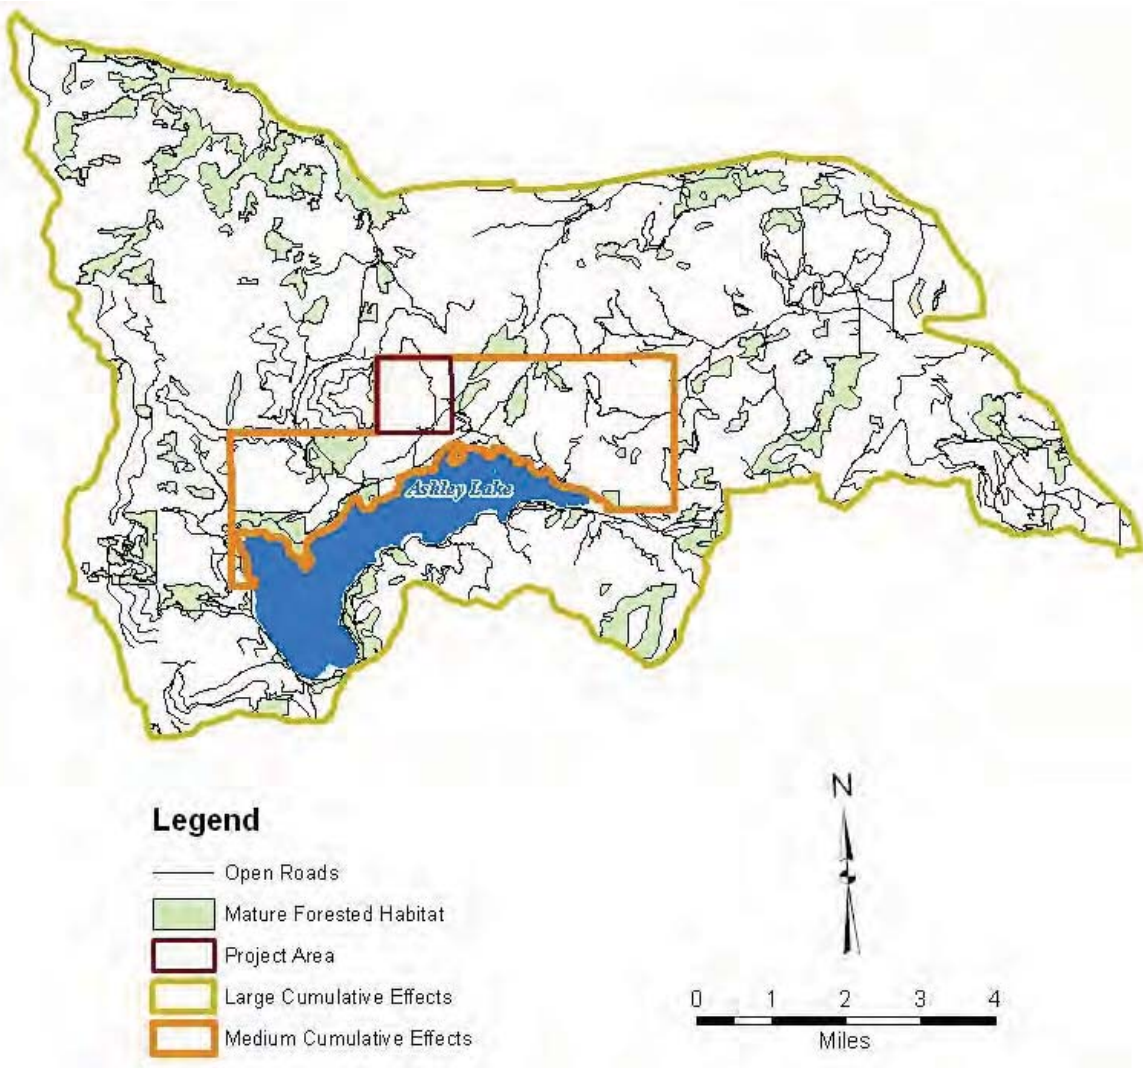 Ashley Lake
N
Legend
Open Roads
Mature Forested Habitat
Project Area
Large Cumulative Effects
Medium Cumulative Effects
0 1 2 3 4
Miles